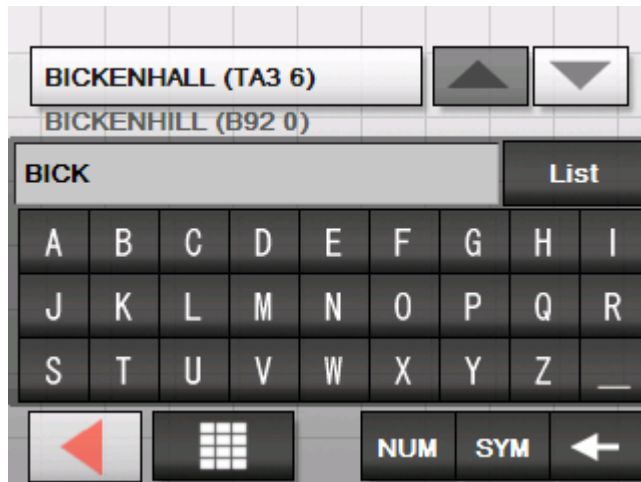 BICKENHALL (TA3 6)
BICKENHILL (B92 0)
BICK List
A B C D E F G H I
J K L M N O P Q R
S T U V W X Y Z _
NUM SYM